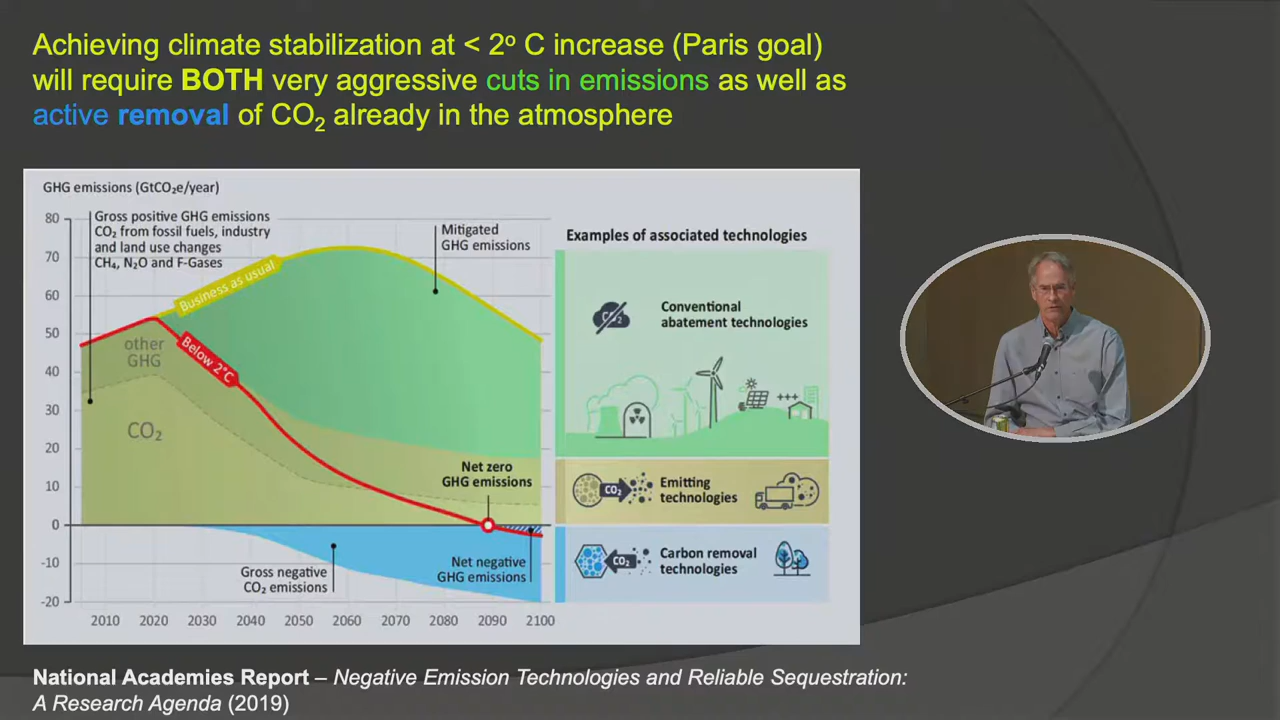 Achieving climate stabilization at < 2º C increase (Paris goal)
will require BOTH very aggressive cuts in emissions as well as
active removal of CO₂ already in the atmosphere
GHG emissions (GtCO₂e/year)
80
70
60
50
40
30
20
10
0
-10
-20
Gross positive GHG emissions
CO₂ from fossil fuels, industry
and land use changes
CH₄, N₂O and F-Gases
Business as usual
Mitigated
GHG emissions
Below 2°C
other
GHG
CO₂
Net zero
GHG emissions
Gross negative
CO₂ emissions
Net negative
GHG emissions
2010 2020 2030 2040 2050 2060 2070 2080 2090 2100
Examples of associated technologies
CO₂
Conventional
abatement technologies
CO₂
Emitting
technologies
CO₂
Carbon removal
technologies
National Academies Report – Negative Emission Technologies and Reliable Sequestration:
A Research Agenda (2019)